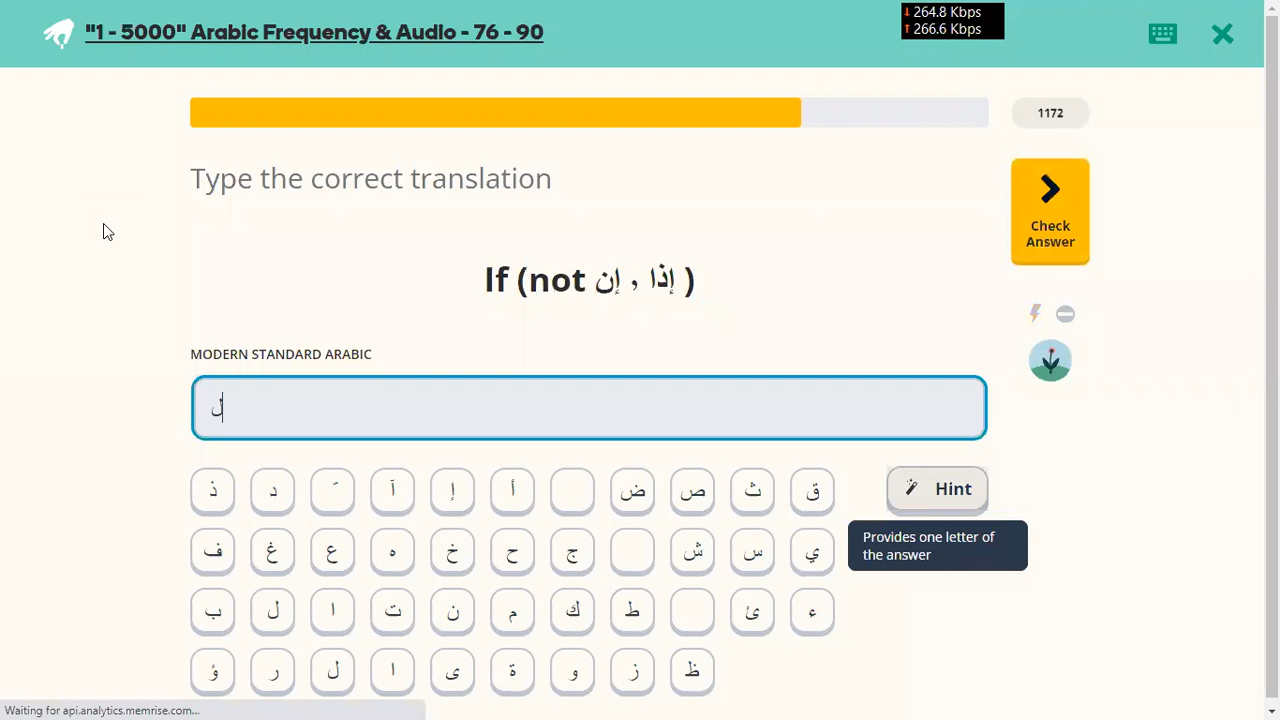 "1 - 5000" Arabic Frequency & Audio - 76 - 90
↓ 264.8 Kbps
↑ 266.6 Kbps
1172
Type the correct translation
Check
Answer
If (not إذا , إن )
MODERN STANDARD ARABIC
ل
ذ د َ آ إ أ ض ص ث ق
Hint
ف غ ع ه خ ح ج ش س ي
Provides one letter of
the answer
ب ل ا ت ن م ك ط ئ ء
ؤ ر ل ا ى ة و ز ظ
Waiting for api.analytics.memrise.com...